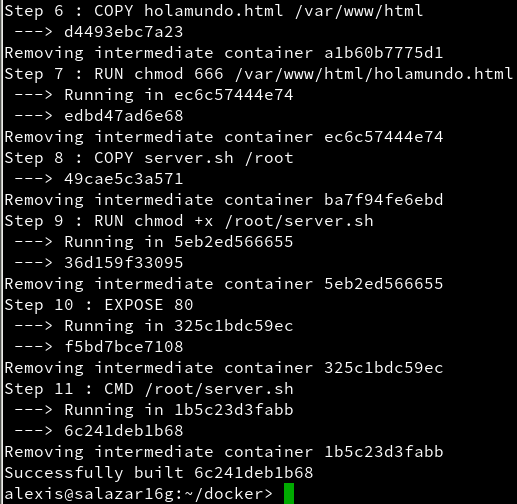 Step 6 : COPY holamundo.html /var/www/html
 ---> d4493ebc7a23
Removing intermediate container a1b60b7775d1
Step 7 : RUN chmod 666 /var/www/html/holamundo.html
 ---> Running in ec6c57444e74
 ---> edbd47ad6e68
Removing intermediate container ec6c57444e74
Step 8 : COPY server.sh /root
 ---> 49cae5c3a571
Removing intermediate container ba7f94fe6ebd
Step 9 : RUN chmod +x /root/server.sh
 ---> Running in 5eb2ed566655
 ---> 36d159f33095
Removing intermediate container 5eb2ed566655
Step 10 : EXPOSE 80
 ---> Running in 325c1bdc59ec
 ---> f5bd7bce7108
Removing intermediate container 325c1bdc59ec
Step 11 : CMD /root/server.sh
 ---> Running in 1b5c23d3fabb
 ---> 6c241deb1b68
Removing intermediate container 1b5c23d3fabb
Successfully built 6c241deb1b68
alexis@salazar16g:~/docker>